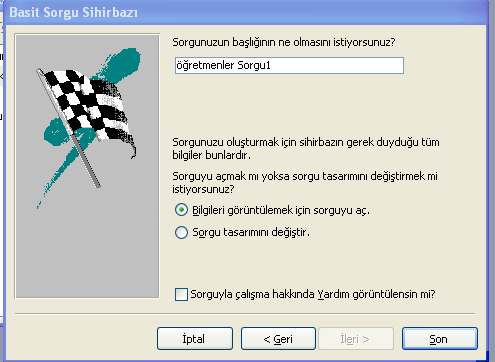 Basit Sorgu Sihirbazı
Sorgunuzun başlığının ne olmasını istiyorsunuz?
öğretmenler Sorgu1
Sorgunuzu oluşturmak için sihirbazın gerek duyduğu tüm
bilgiler bunlardır.
Sorguyu açmak mı yoksa sorgu tasarımını değiştirmek mi
istiyorsunuz?
Bilgileri görüntülemek için sorguyu aç.
Sorgu tasarımını değiştir.
Sorguyla çalışma hakkında Yardım görüntülensin mi?
İptal
< Geri
İleri >
Son